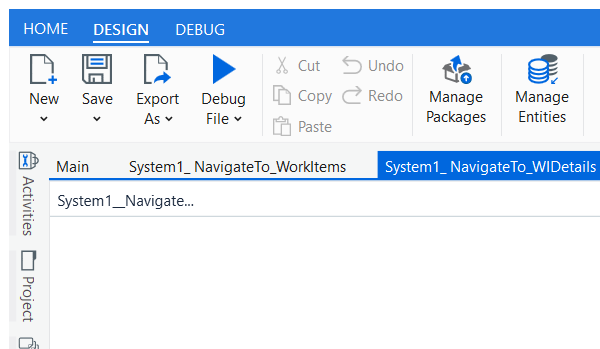 HOME DESIGN DEBUG
New Save Export As Debug File
Cut
Copy
Paste
Undo
Redo
Manage Packages
Manage Entities
Activities
Project
Main System1_ NavigateTo_WorkItems System1_ NavigateTo_WIDetails
System1__Navigate...